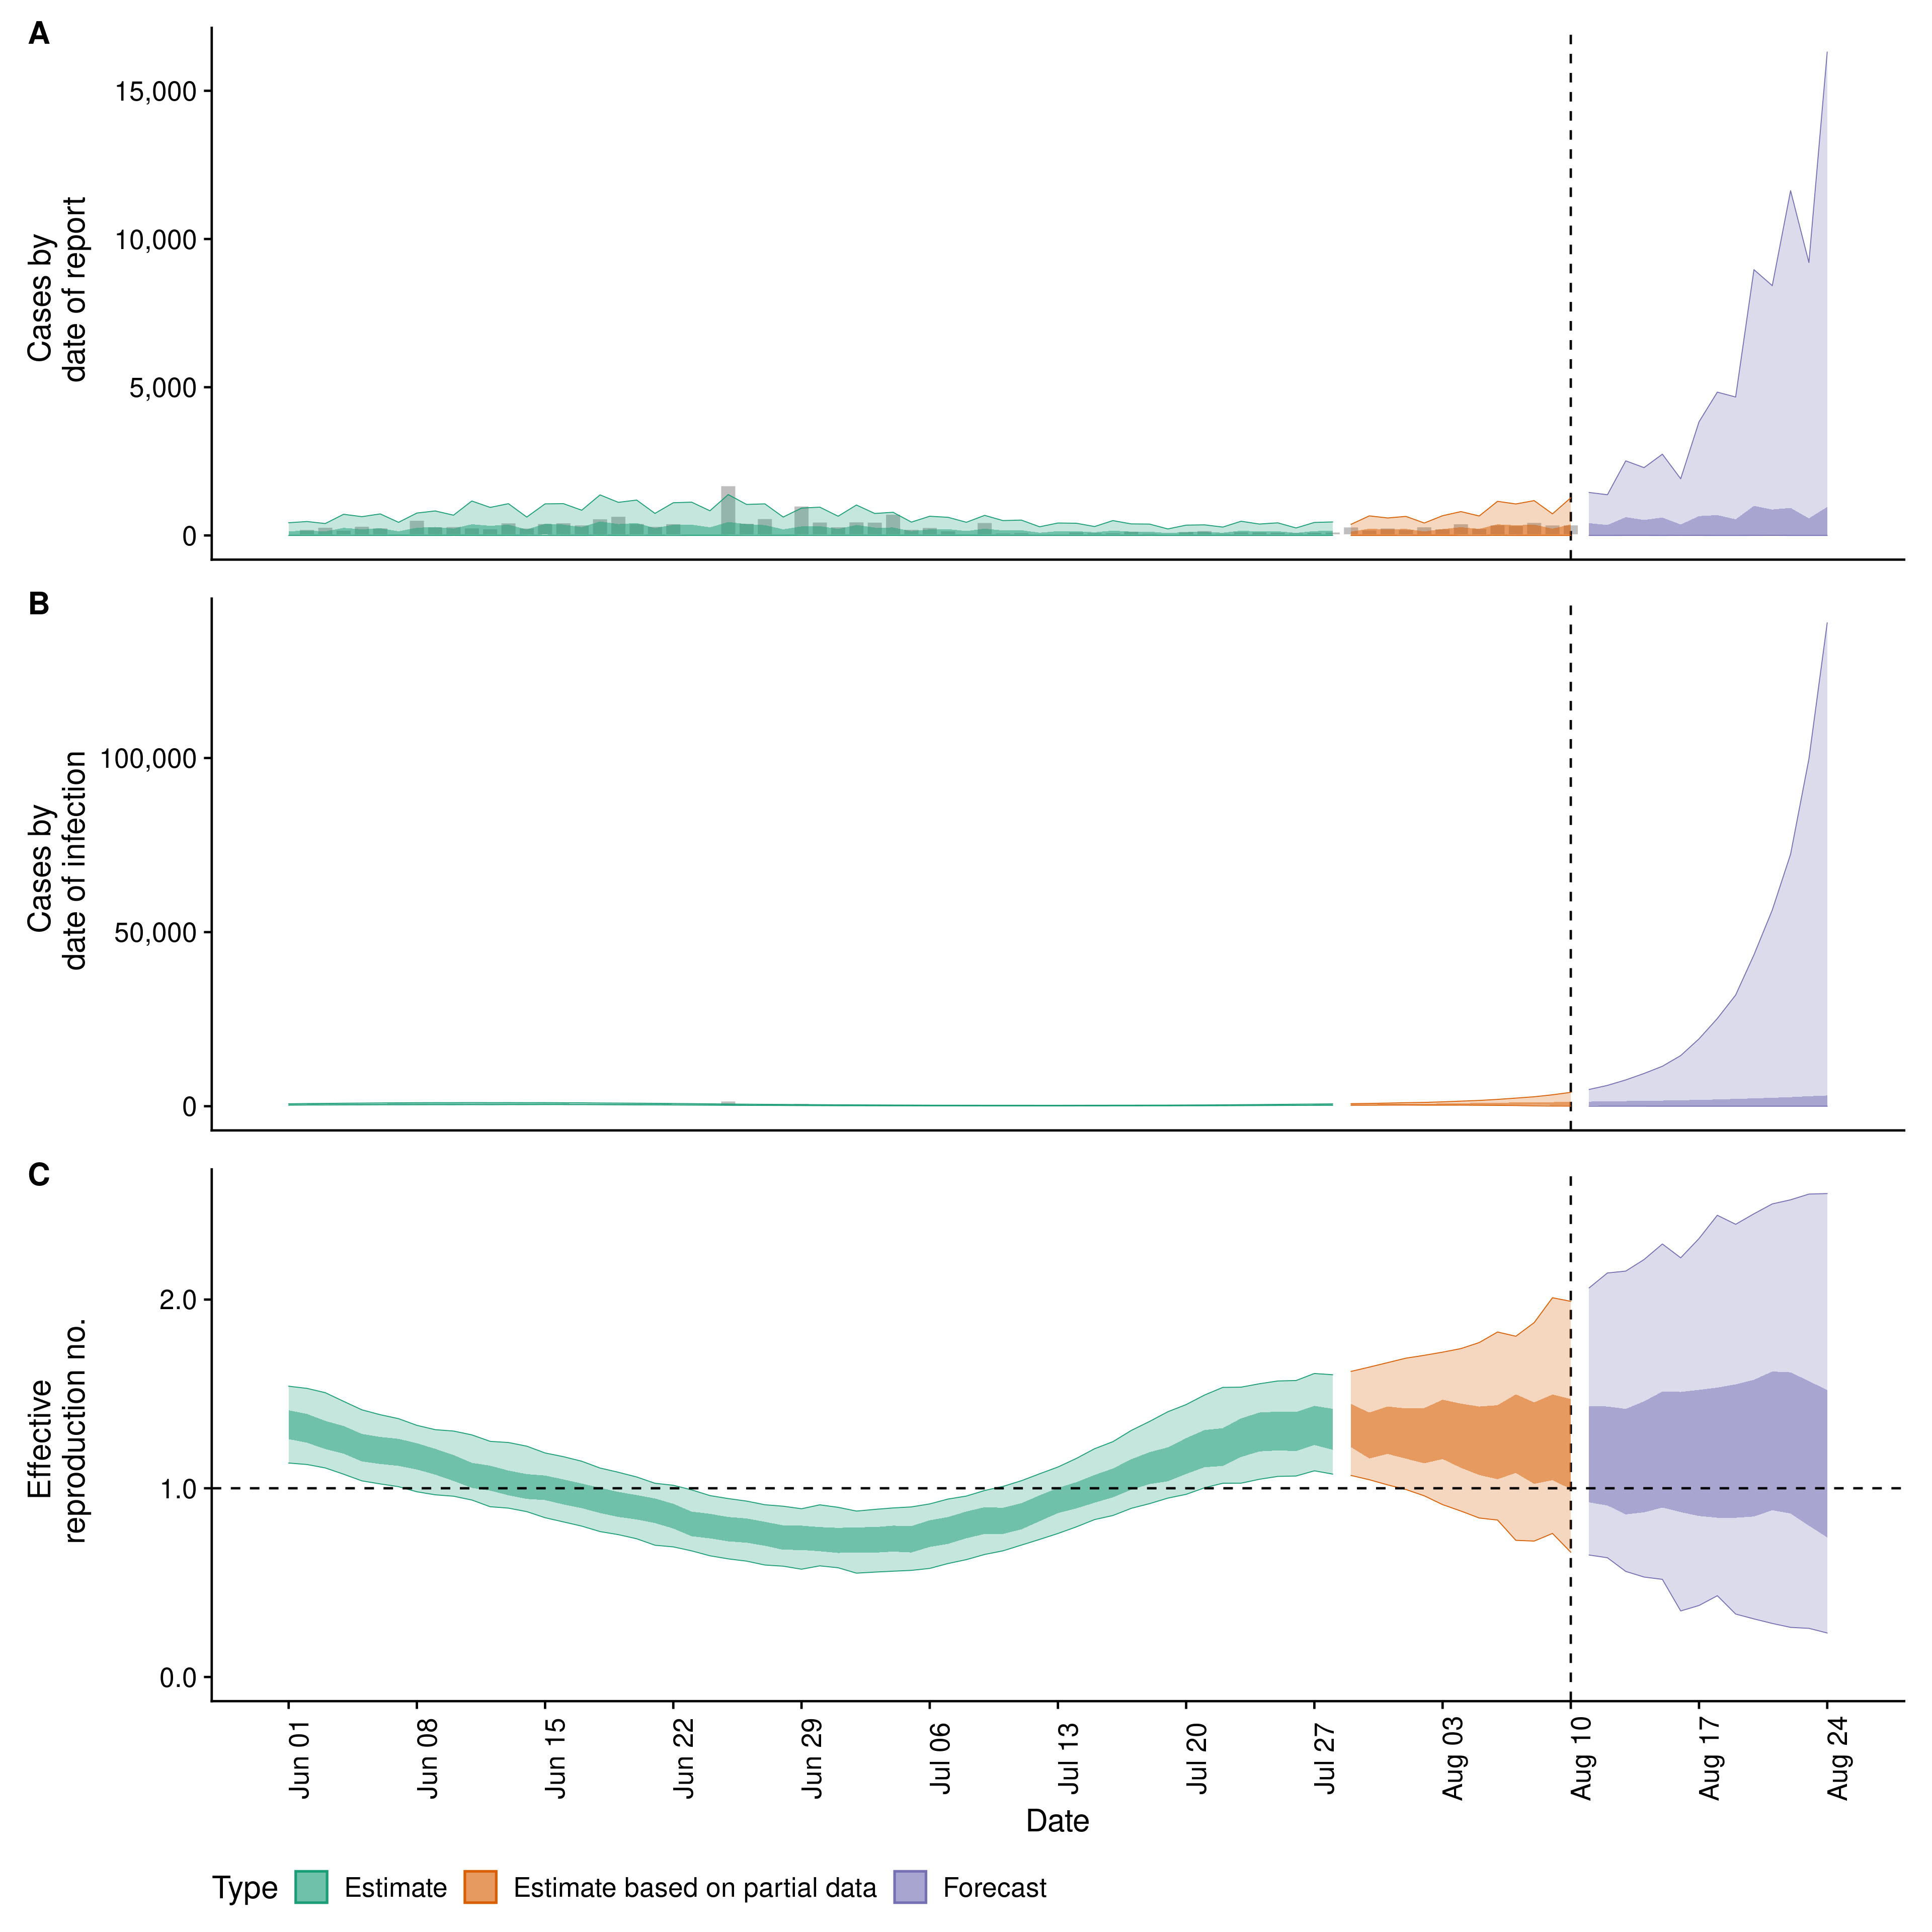 A
15,000
10,000
5,000
0
Cases by
date of report
B
100,000
50,000
0
Cases by
date of infection
C
2.0
1.0
0.0
Effective
reproduction no.
Jun 01
Jun 08
Jun 15
Jun 22
Jun 29
Jul 06
Jul 13
Jul 20
Jul 27
Aug 03
Aug 10
Aug 17
Aug 24
Date
Type Estimate Estimate based on partial data Forecast